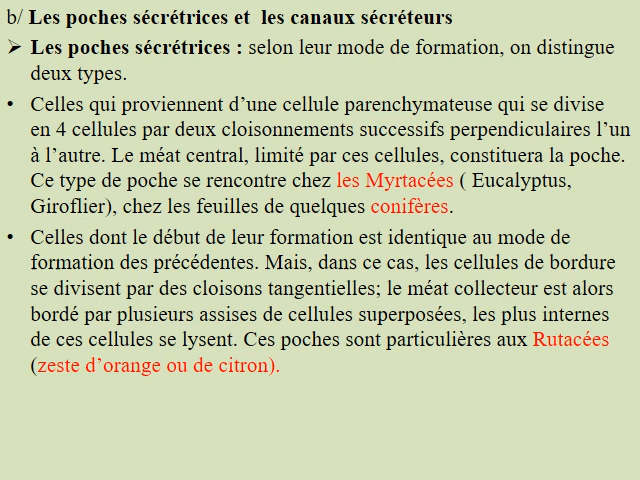 b/ Les poches sécrétrices et  les canaux sécréteurs
➢ Les poches sécrétrices : selon leur mode de formation, on distingue
deux types.
• Celles qui proviennent d’une cellule parenchymateuse qui se divise
en 4 cellules par deux cloisonnements successifs perpendiculaires l’un
à l’autre. Le méat central, limité par ces cellules, constituera la poche.
Ce type de poche se rencontre chez les Myrtacées ( Eucalyptus,
Giroflier), chez les feuilles de quelques conifères.
• Celles dont le début de leur formation est identique au mode de
formation des précédentes. Mais, dans ce cas, les cellules de bordure
se divisent par des cloisons tangentielles; le méat collecteur est alors
bordé par plusieurs assises de cellules superposées, les plus internes
de ces cellules se lysent. Ces poches sont particulières aux Rutacées
(zeste d’orange ou de citron).